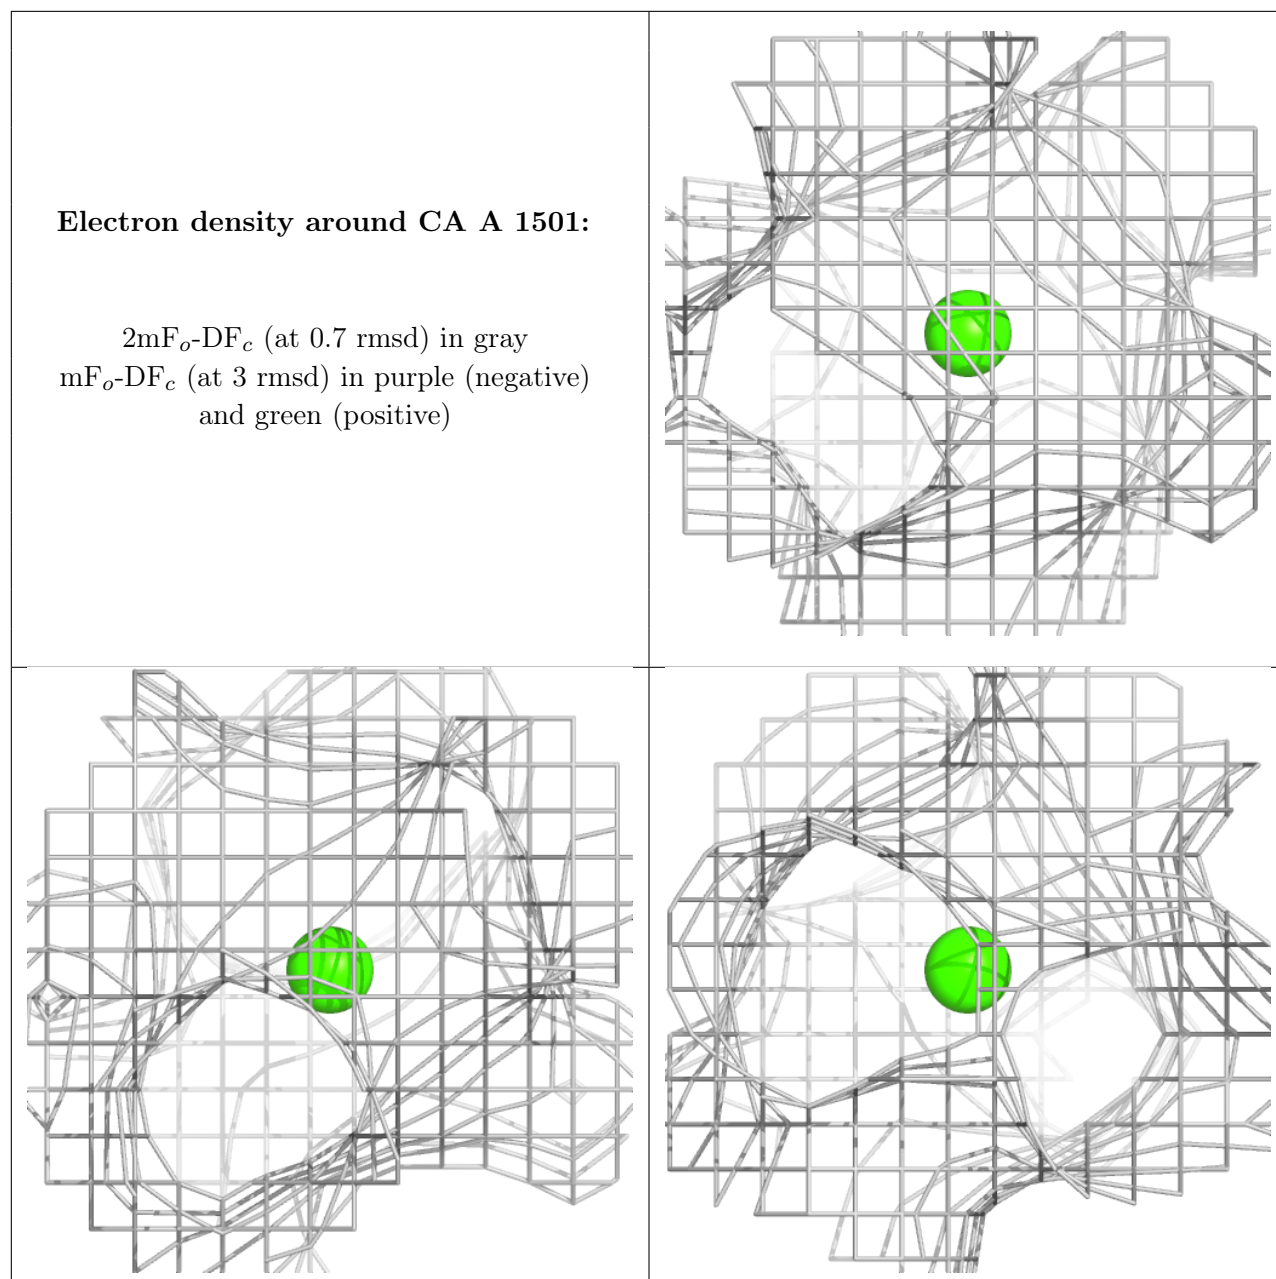 Electron density around CA A 1501:
2mFo-DFc (at 0.7 rmsd) in gray
mFo-DFc (at 3 rmsd) in purple (negative)
and green (positive)